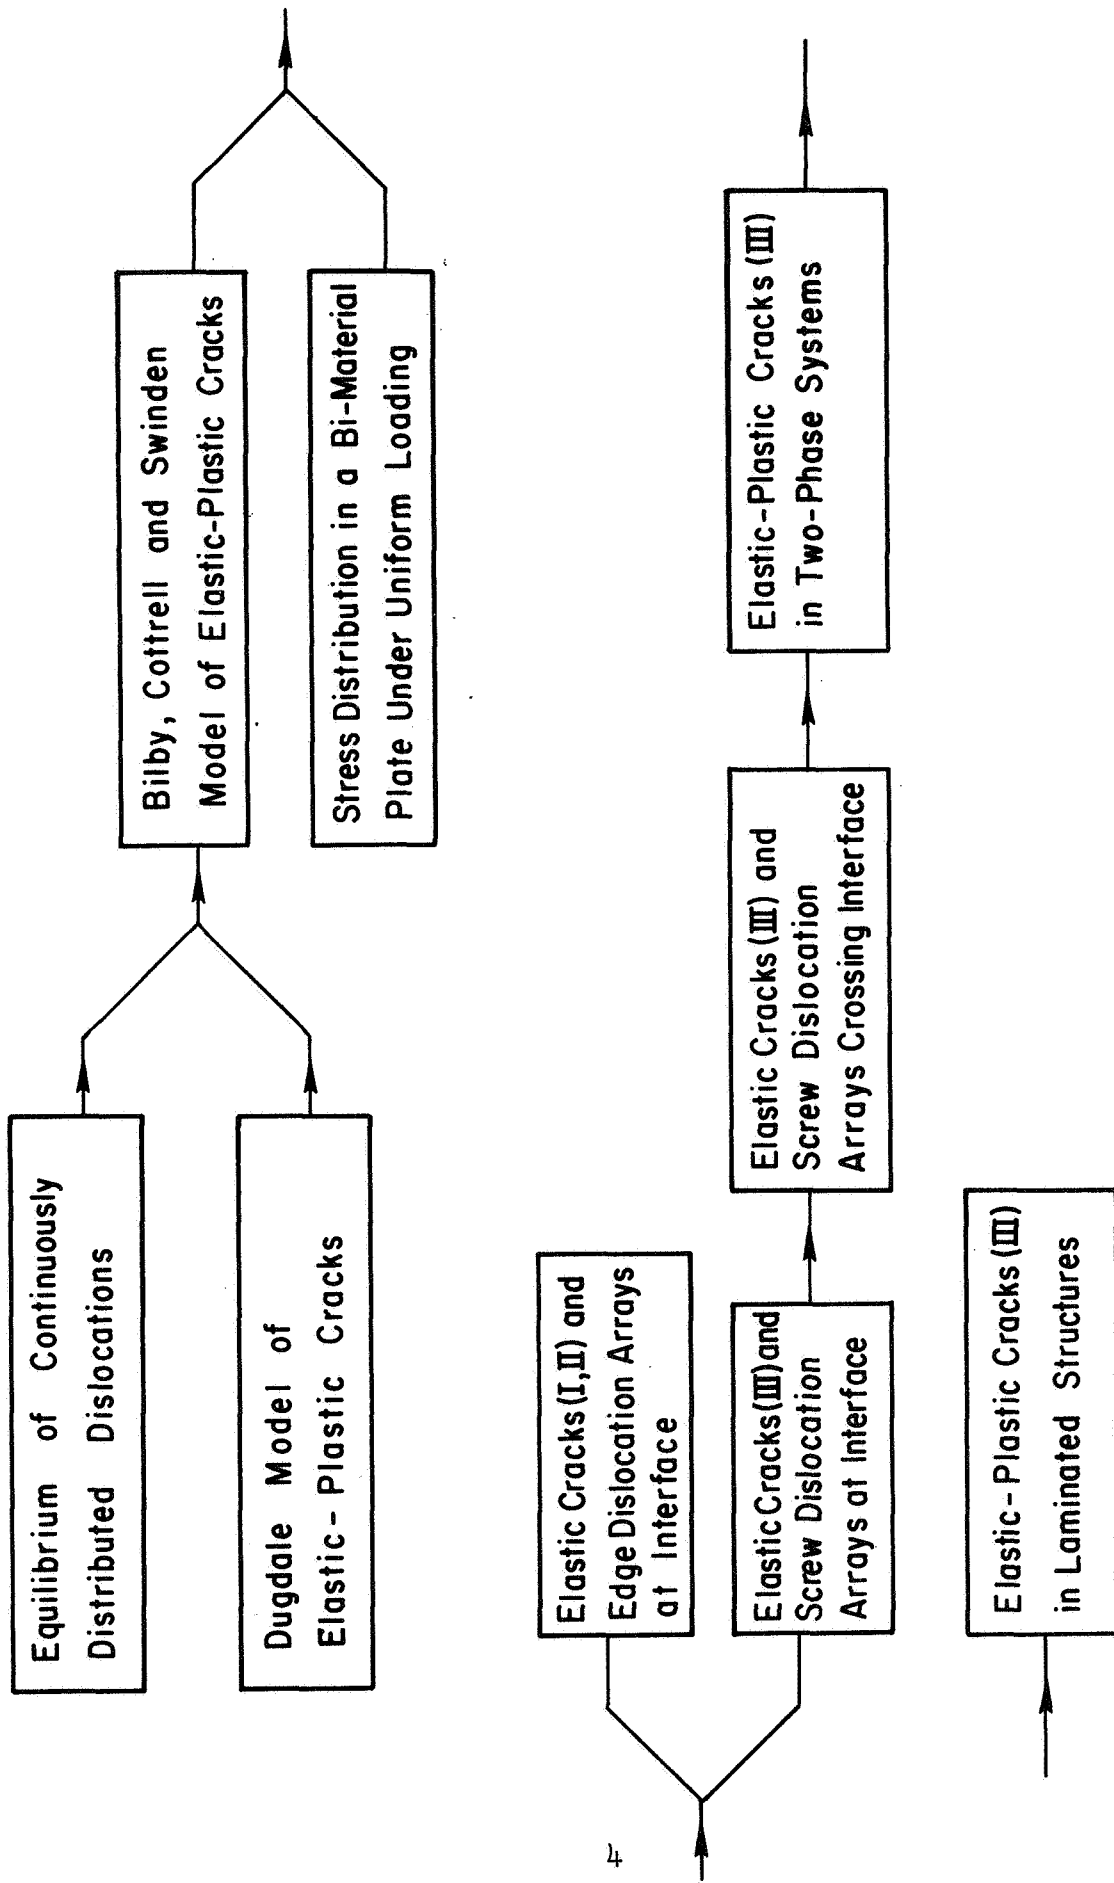 Equilibrium of Continuously
Distributed Dislocations
Dugdale Model of
Elastic-Plastic Cracks
Bilby, Cottrell and Swinden
Model of Elastic-Plastic Cracks
Stress Distribution in a Bi-Material
Plate Under Uniform Loading
Elastic Cracks (I,II) and
Edge Dislocation Arrays
at Interface
Elastic Cracks (III) and
Screw Dislocation
Arrays at Interface
Elastic Cracks (III) and
Screw Dislocation
Arrays Crossing Interface
Elastic-Plastic Cracks (III)
in Two-Phase Systems
Elastic-Plastic Cracks (III)
in Laminated Structures
4